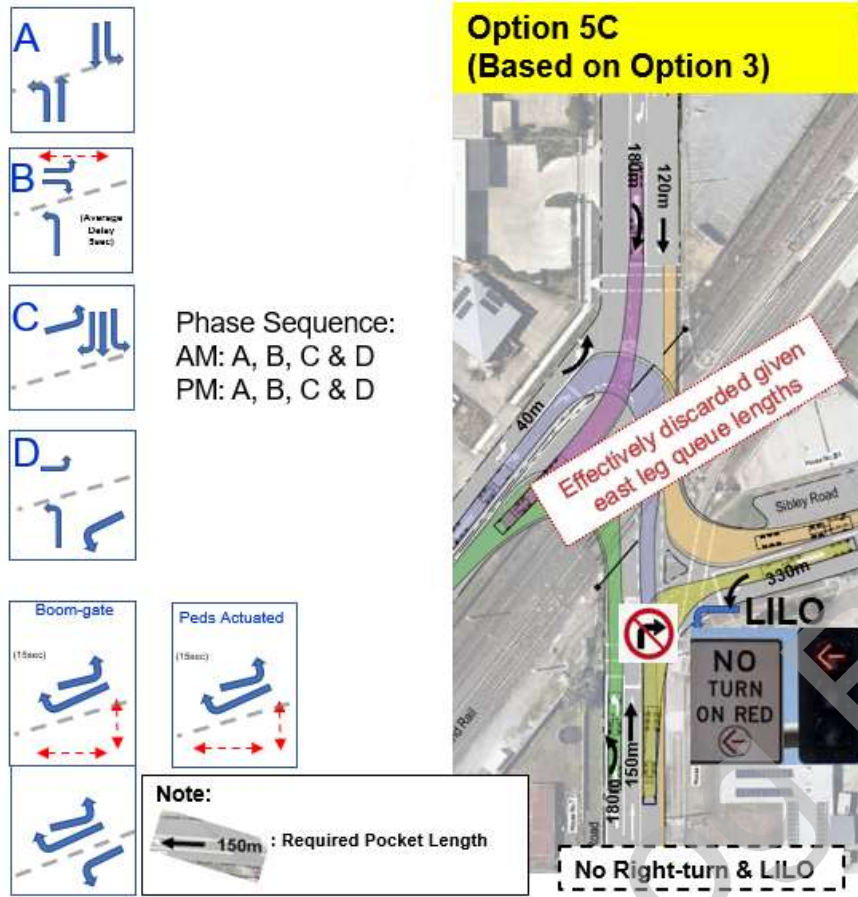 Option 5C
(Based on Option 3)
A
B
(Average
Delay
5sec)
C
D
Phase Sequence:
AM: A, B, C & D
PM: A, B, C & D
180m
120m
40m
Effectively discarded given
east leg queue lengths
Sibley Road
330m
LILO
NO
TURN
ON RED
180m
150m
Road
Rail
Boom-gate
(15sec)
Peds Actuated
(15sec)
Note:
150m
: Required Pocket Length
No Right-turn & LILO